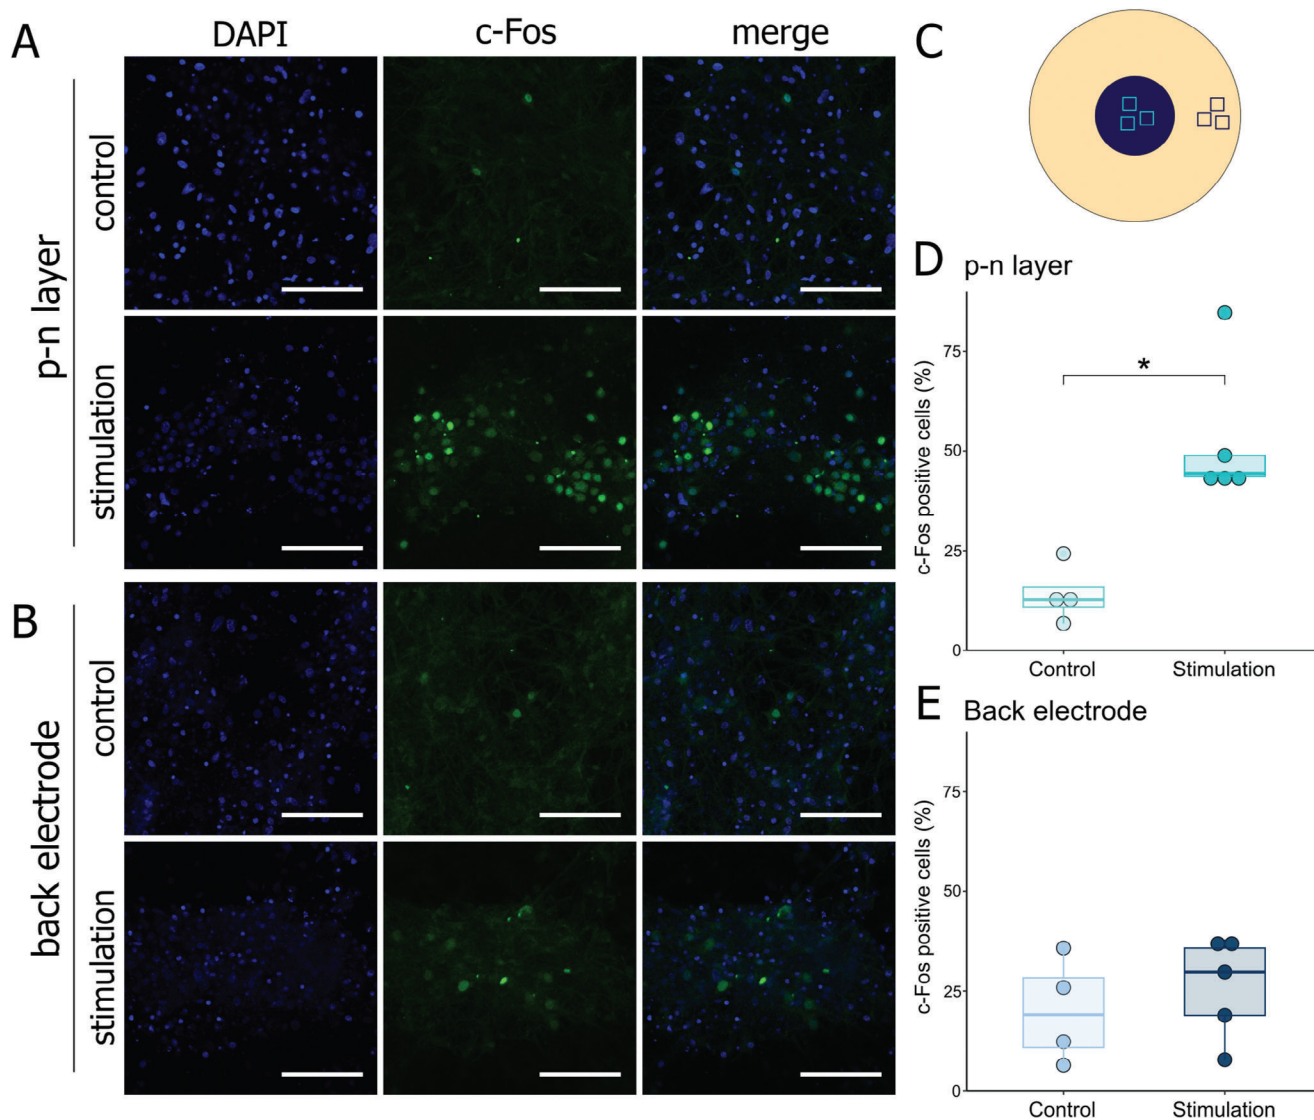 A
DAPI
c-Fos
merge
p-n layer
control
stimulation
B
back electrode
control
stimulation
C
D p-n layer
c-Fos positive cells (%)
75
50
25
0
*
Control Stimulation
E Back electrode
c-Fos positive cells (%)
75
50
25
0
Control Stimulation